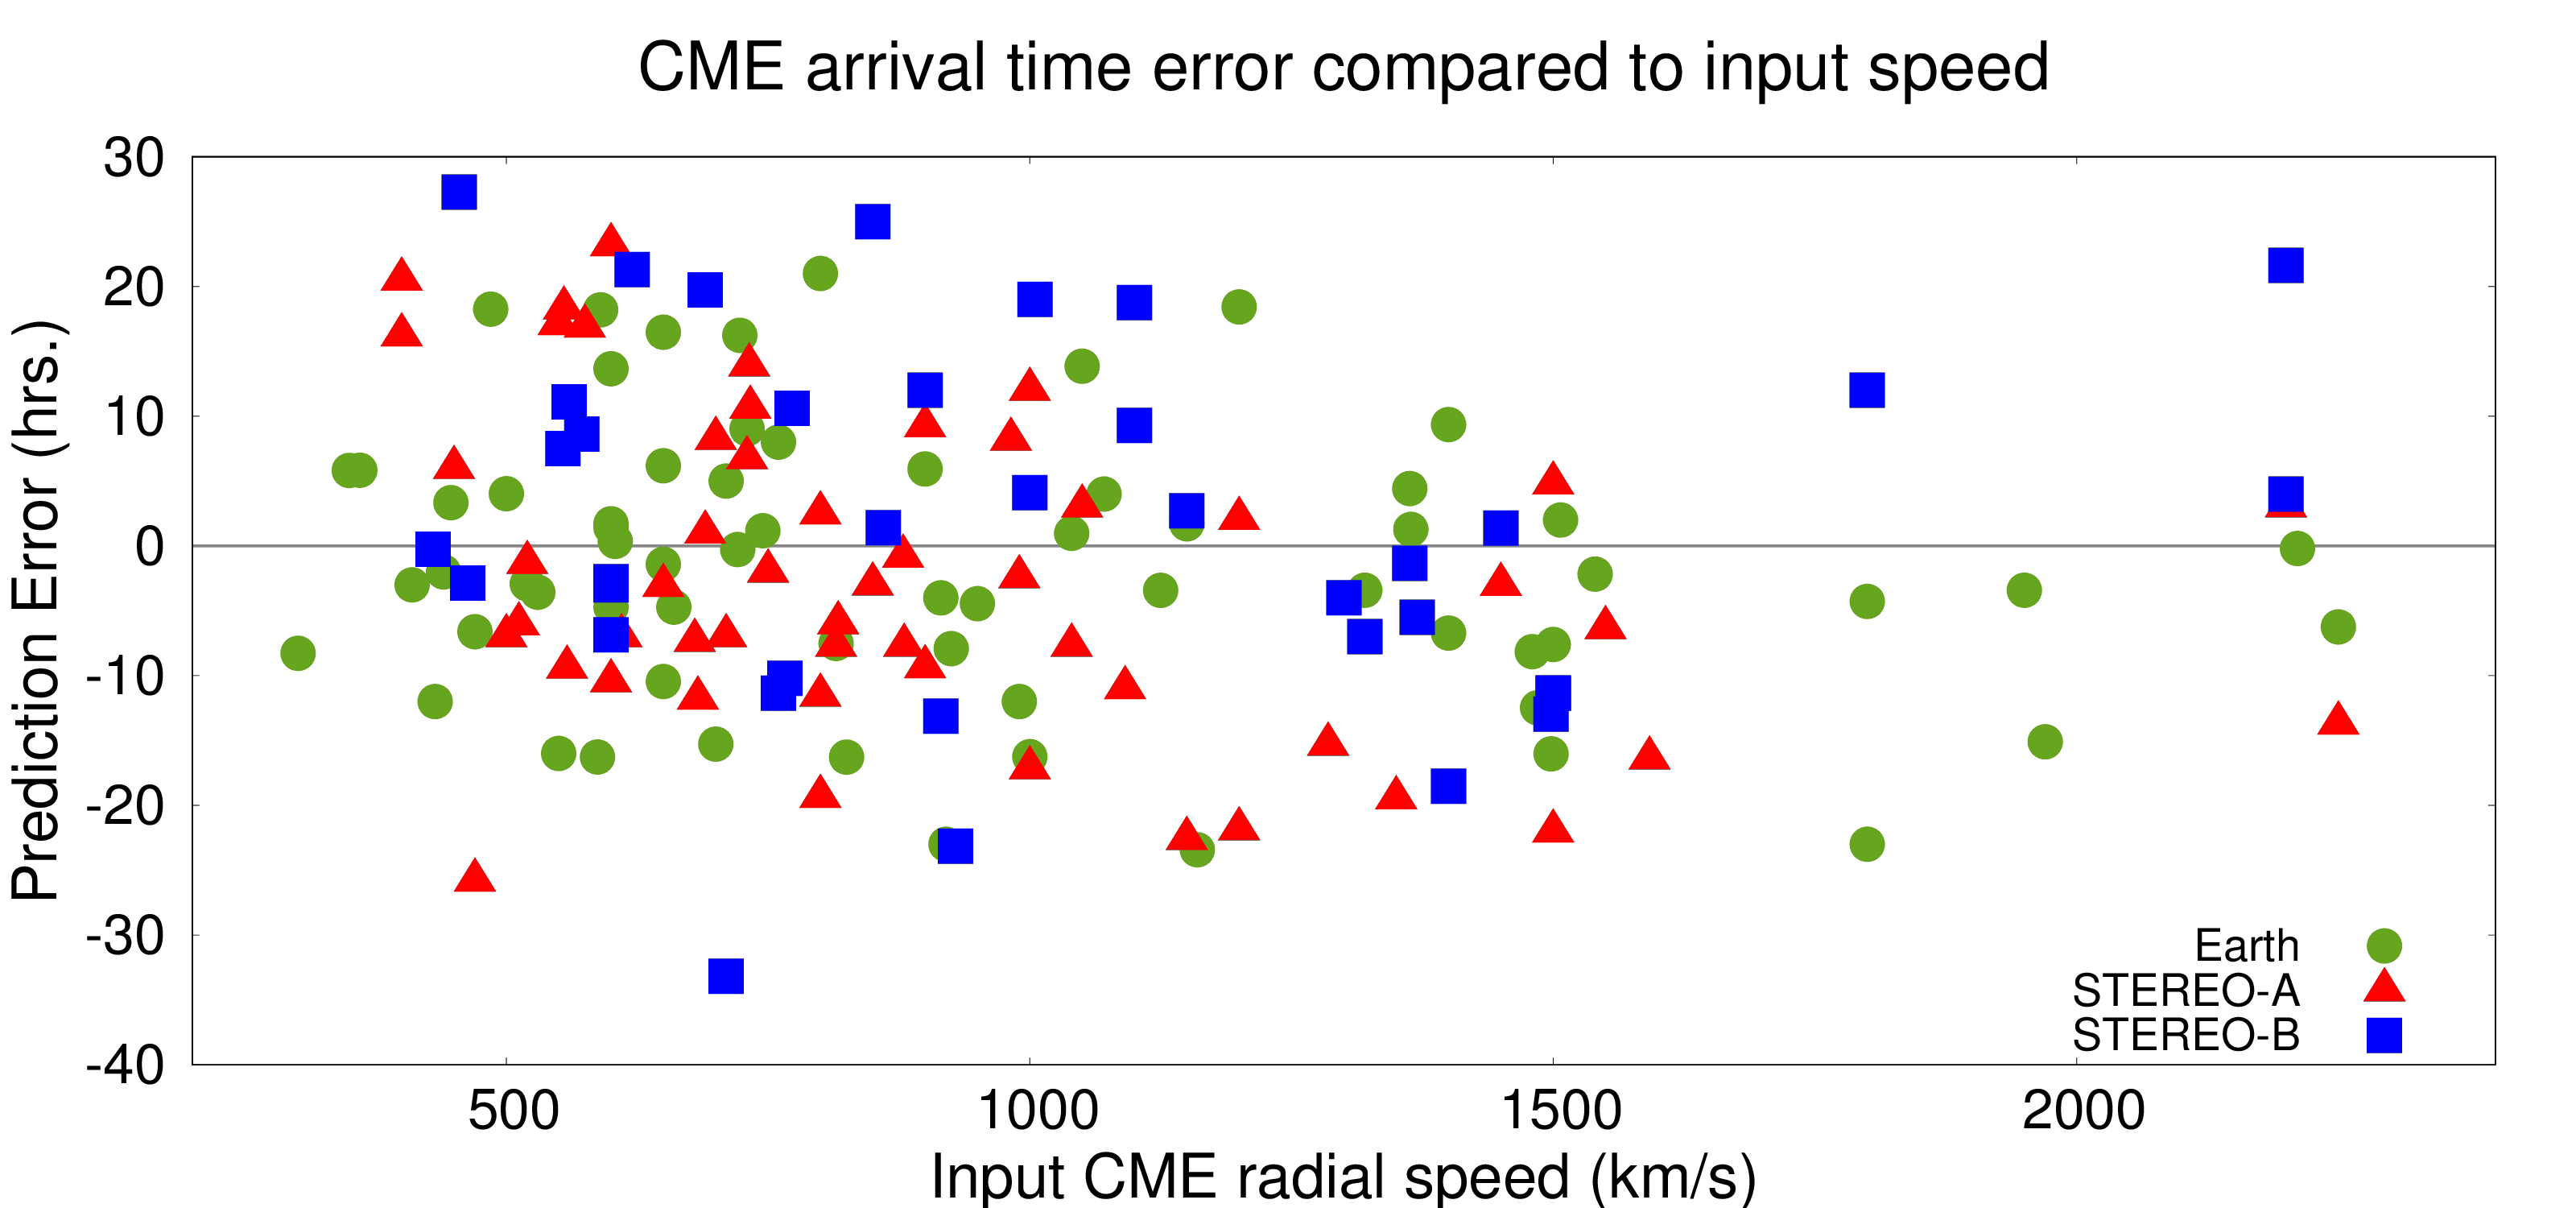 CME arrival time error compared to input speed
30
20
10
0
-10
-20
-30
-40
Prediction Error (hrs.)
Earth
STEREO-A
STEREO-B
500 1000 1500 2000
Input CME radial speed (km/s)